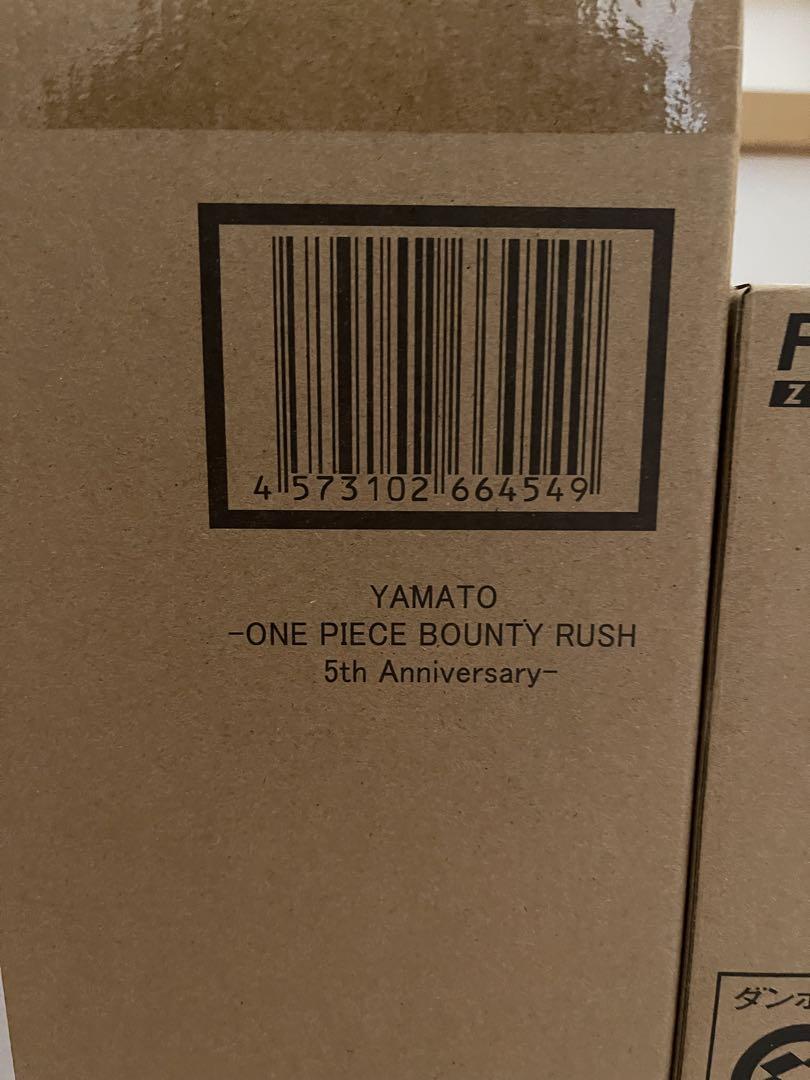 4 573102 664549
YAMATO
-ONE PIECE BOUNTY RUSH
5th Anniversary-
Z